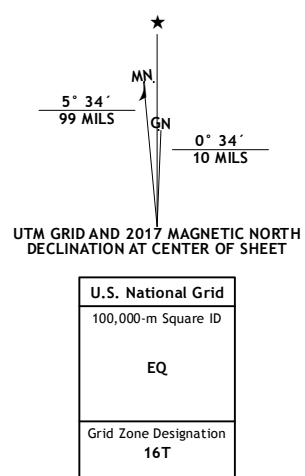 ★
MN
5° 34´
99 MILS
GN
0° 34´
10 MILS
UTM GRID AND 2017 MAGNETIC NORTH
DECLINATION AT CENTER OF SHEET
U.S. National Grid
100,000-m Square ID
EQ
Grid Zone Designation
16T